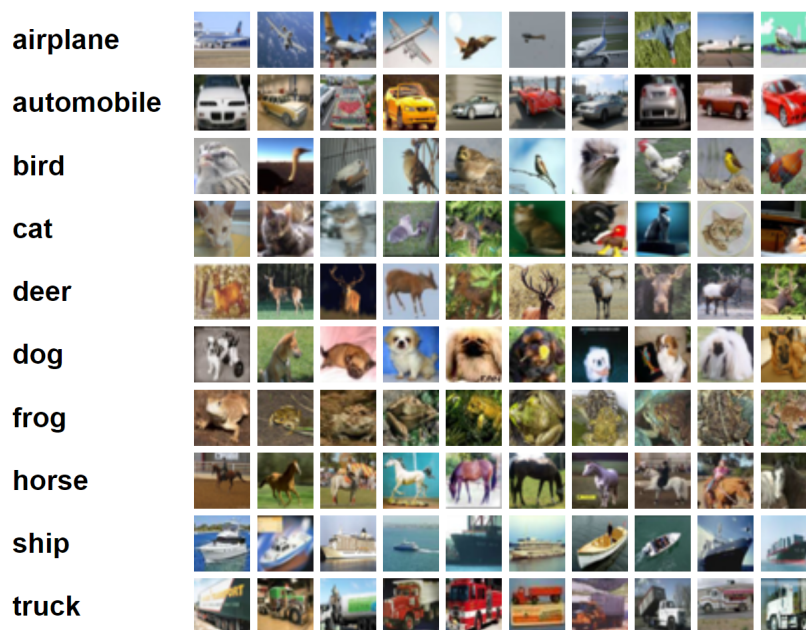 airplane
automobile
bird
cat
deer
dog
frog
horse
ship
truck